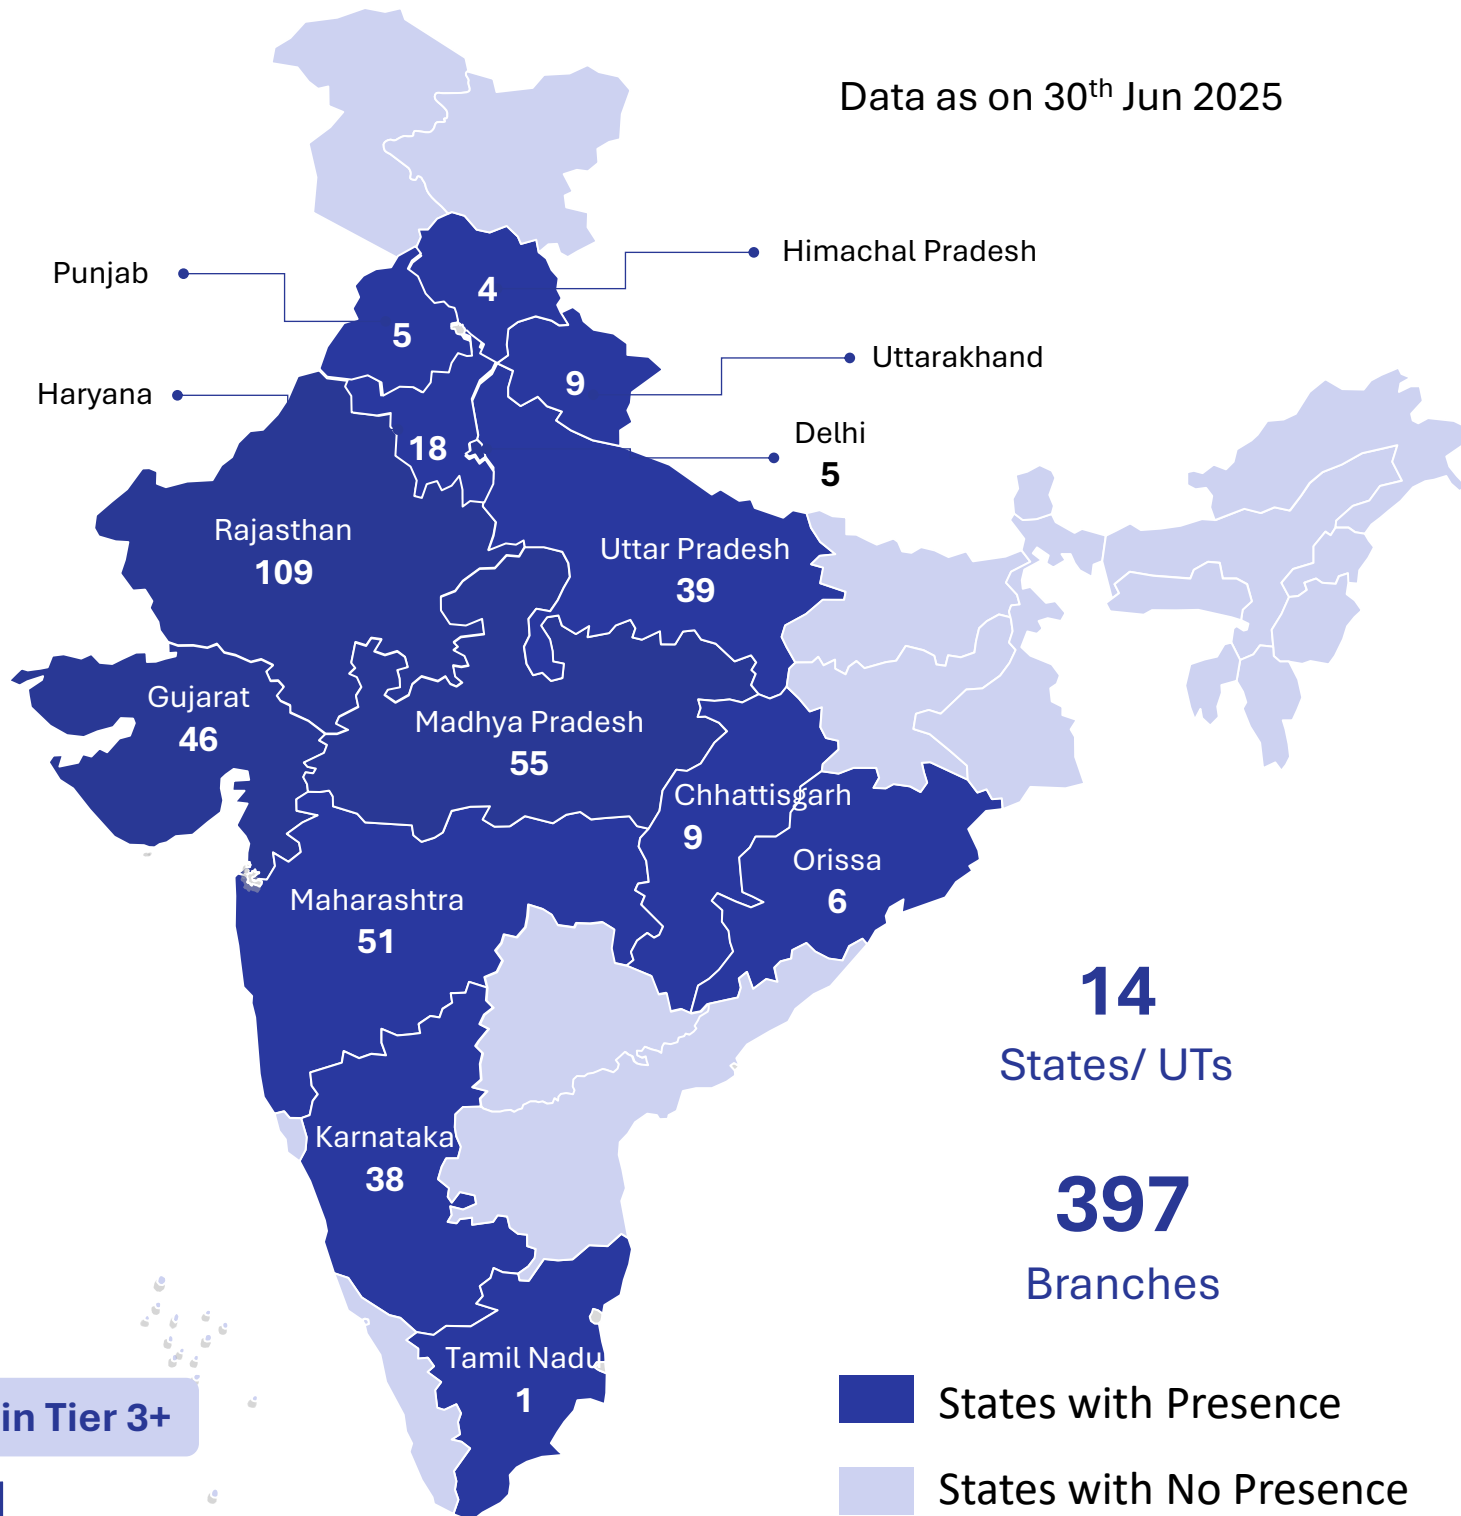 Data as on 30th Jun 2025
Himachal Pradesh
Punjab
4
5
Uttarakhand
9
Haryana
Delhi
5
18
Rajasthan
109
Uttar Pradesh
39
Gujarat
46
Madhya Pradesh
55
Chhattisgarh
9
Orissa
6
Maharashtra
51
14
States/ UTs
Karnataka
38
397
Branches
Tamil Nadu
1
in Tier 3+
States with Presence
States with No Presence